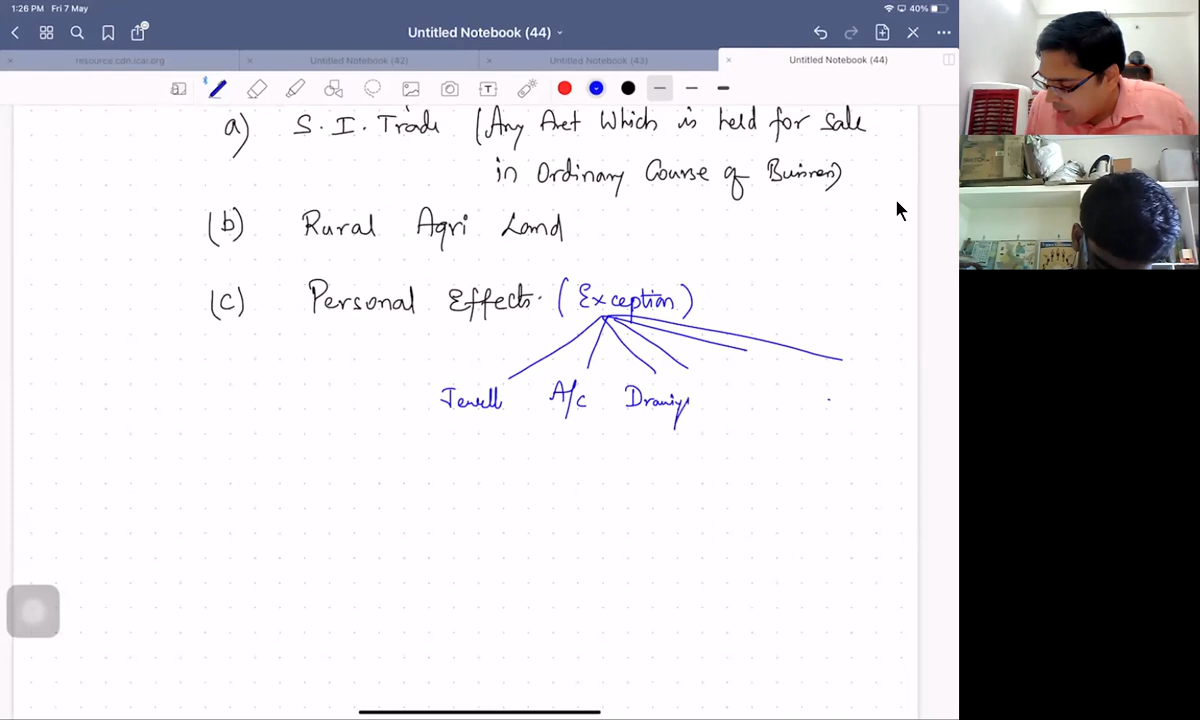 1:26 PM Fri 7 May
40%
Untitled Notebook (44)
resource.cdn.icai.org
Untitled Notebook (42)
Untitled Notebook (43)
Untitled Notebook (44)
a) S. I. Trade (Any Aet Which is held for Sale
in Ordinary Course of Business)
(b) Rural Agri Land
(c) Personal Effects. (Exception)
Jewell A/c Drawigs